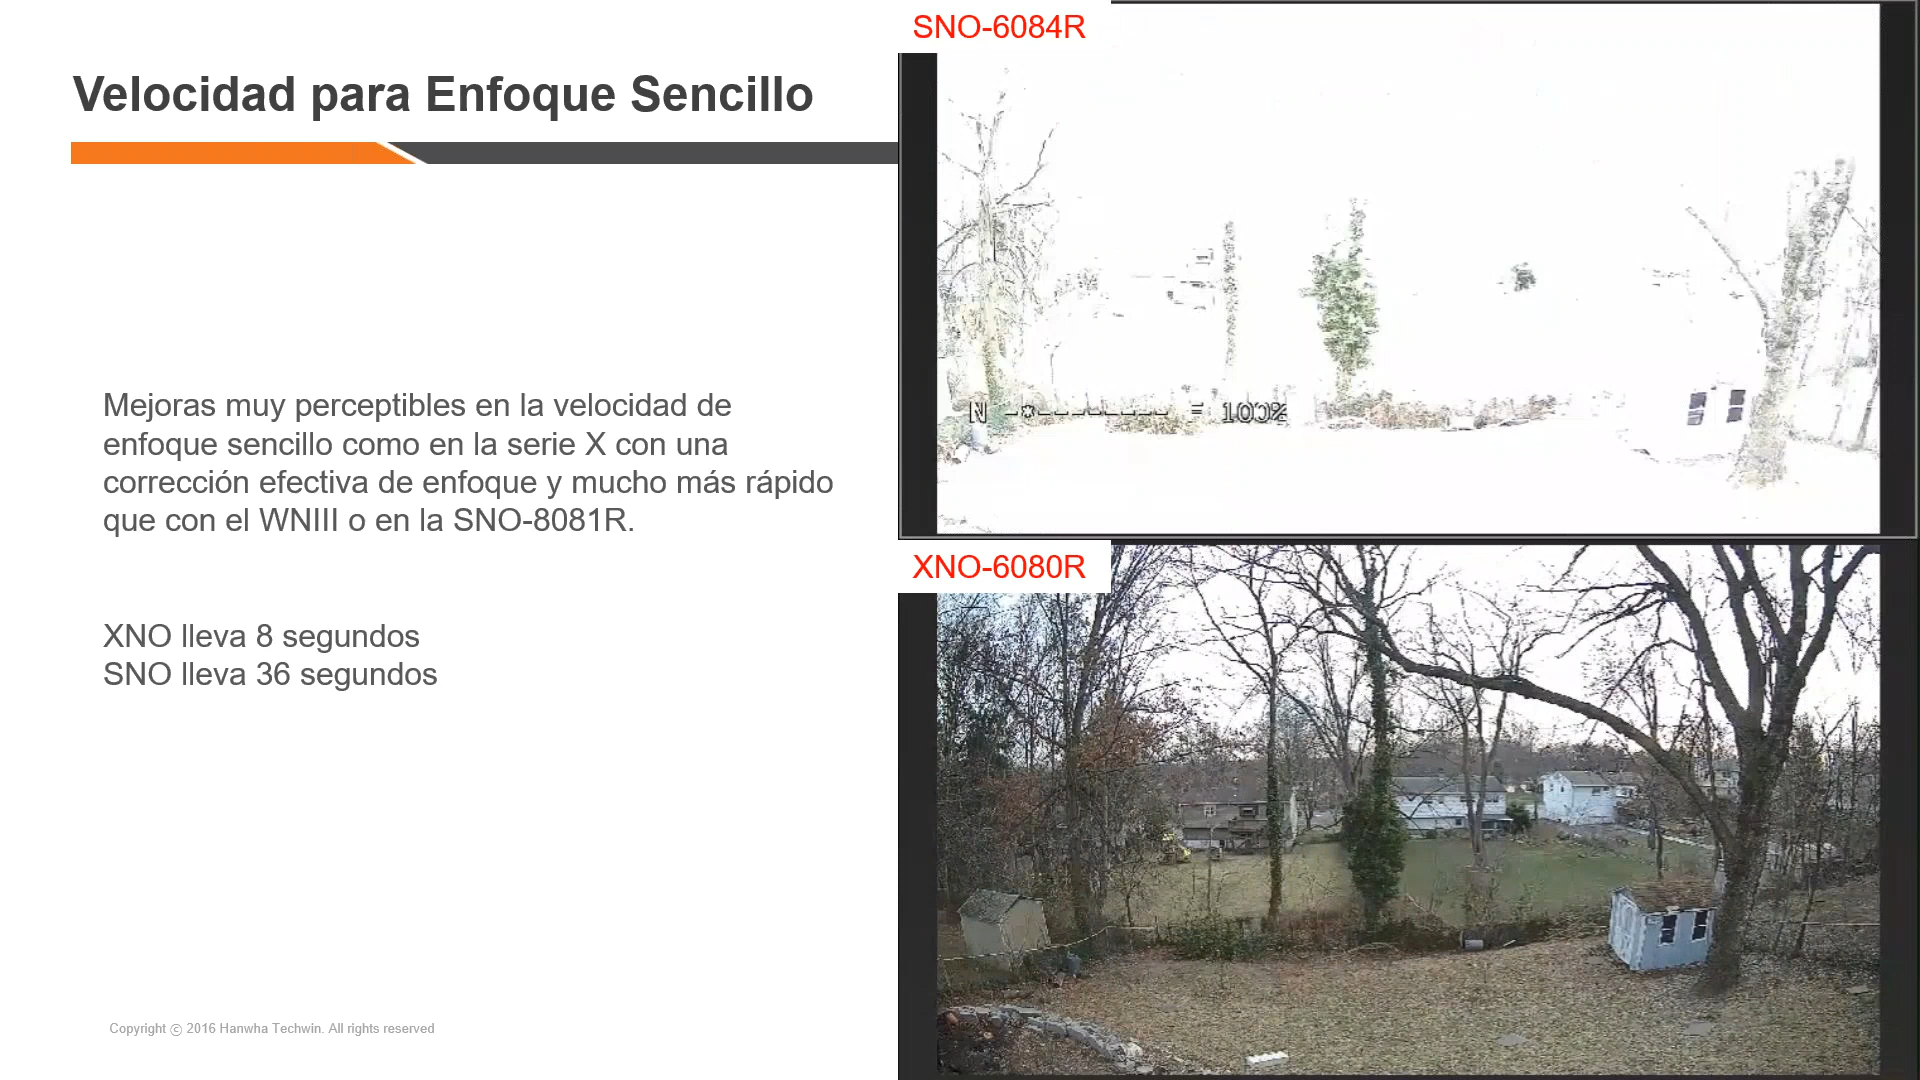 SNO-6084R
Velocidad para Enfoque Sencillo
Mejoras muy perceptibles en la velocidad de
enfoque sencillo como en la serie X con una
corrección efectiva de enfoque y mucho más rápido
que con el WNIII o en la SNO-8081R.
N -*--------- = 100%
XNO-6080R
XNO lleva 8 segundos
SNO lleva 36 segundos
Copyright © 2016 Hanwha Techwin. All rights reserved